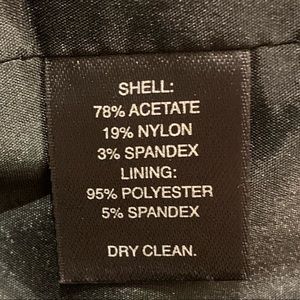 SHELL:
78% ACETATE
19% NYLON
3% SPANDEX
LINING:
95% POLYESTER
5% SPANDEX
DRY CLEAN.